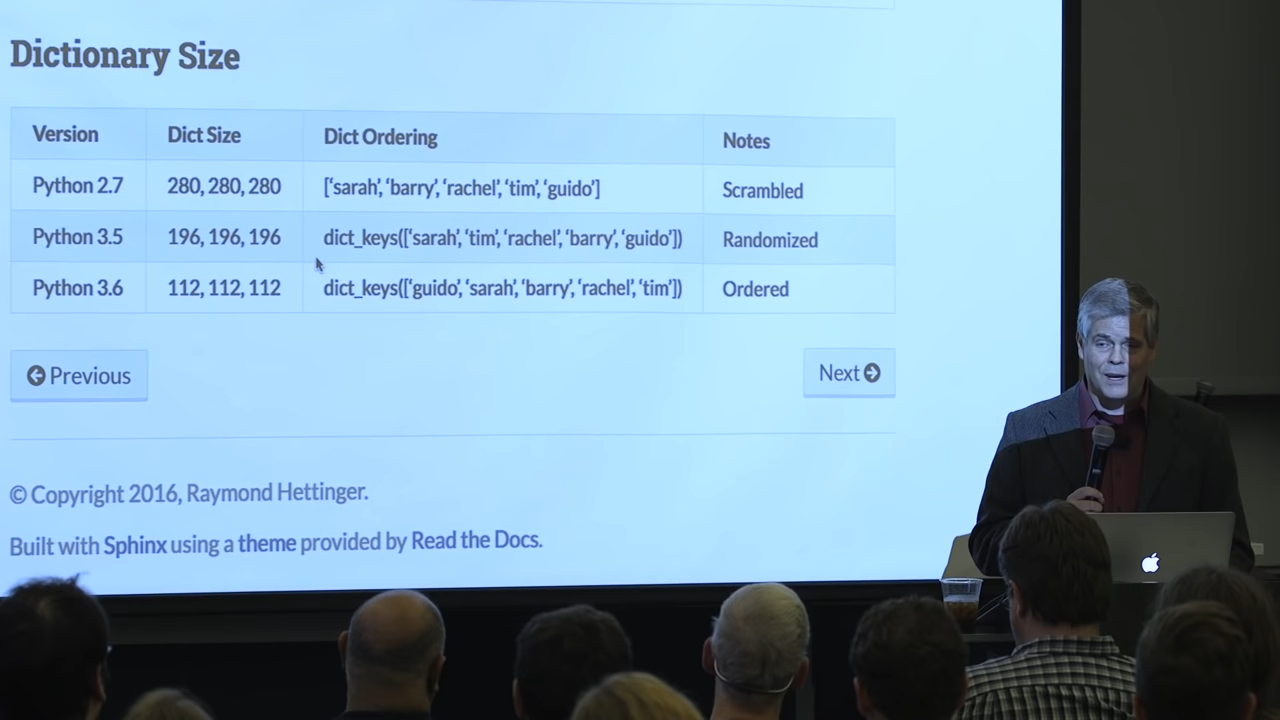 Dictionary Size
Version Dict Size Dict Ordering Notes
Python 2.7 280, 280, 280 [‘sarah’, ‘barry’, ‘rachel’, ‘tim’, ‘guido’] Scrambled
Python 3.5 196, 196, 196 dict_keys([‘sarah’, ‘tim’, ‘rachel’, ‘barry’, ‘guido’]) Randomized
Python 3.6 112, 112, 112 dict_keys([‘guido’, ‘sarah’, ‘barry’, ‘rachel’, ‘tim’]) Ordered
Previous Next
© Copyright 2016, Raymond Hettinger.
Built with Sphinx using a theme provided by Read the Docs.